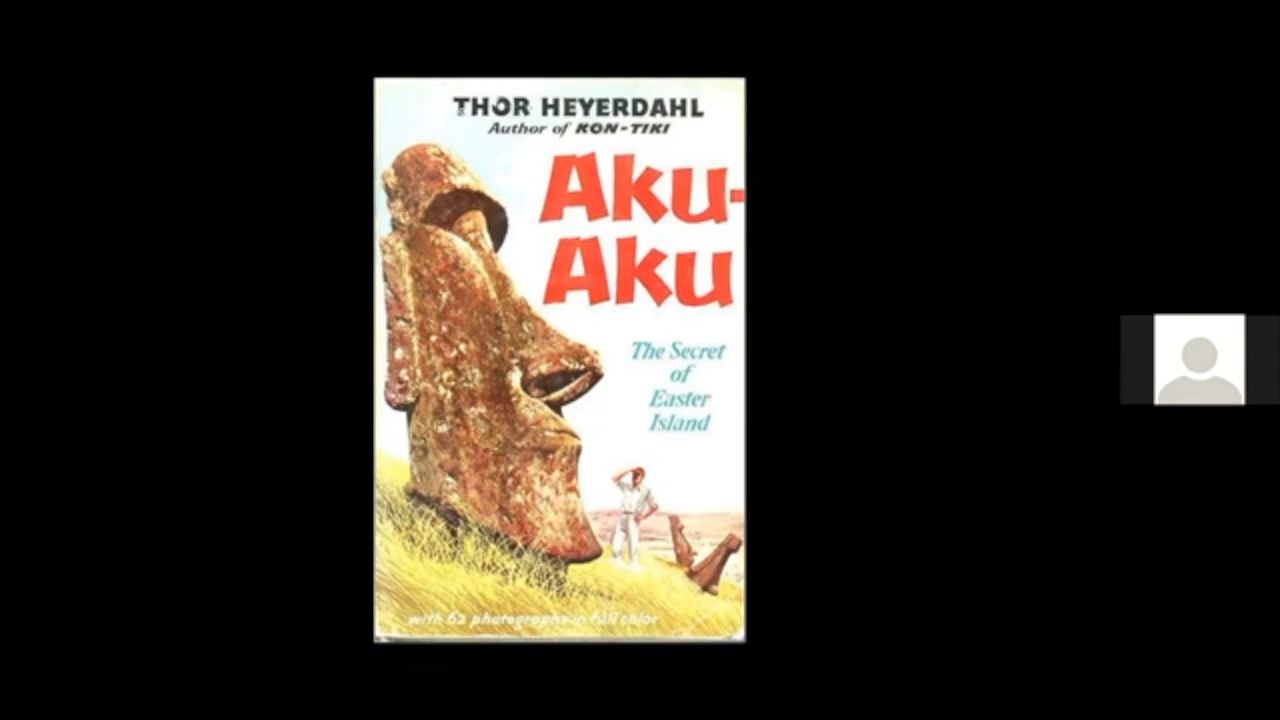 THOR HEYERDAHL
Author of KON-TIKI
Aku-
Aku
The Secret
of
Easter
Island
with 62 photographs in full color